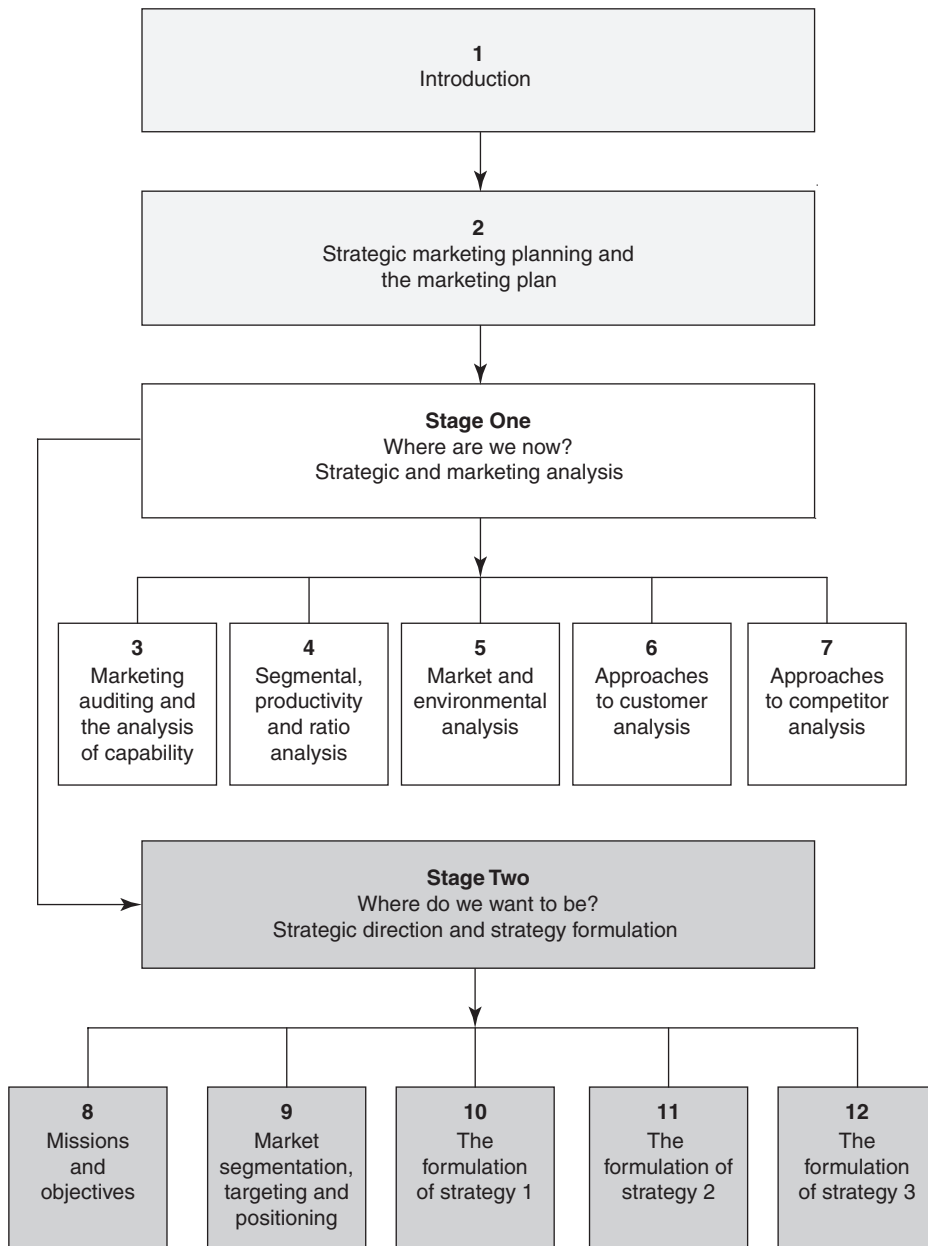 1
Introduction
2
Strategic marketing planning and
the marketing plan
Stage One
Where are we now?
Strategic and marketing analysis
3
Marketing
auditing and
the analysis
of capability
4
Segmental,
productivity
and ratio
analysis
5
Market and
environmental
analysis
6
Approaches
to customer
analysis
7
Approaches
to competitor
analysis
Stage Two
Where do we want to be?
Strategic direction and strategy formulation
8
Missions
and
objectives
9
Market
segmentation,
targeting and
positioning
10
The
formulation
of strategy 1
11
The
formulation of
strategy 2
12
The
formulation
of strategy 3